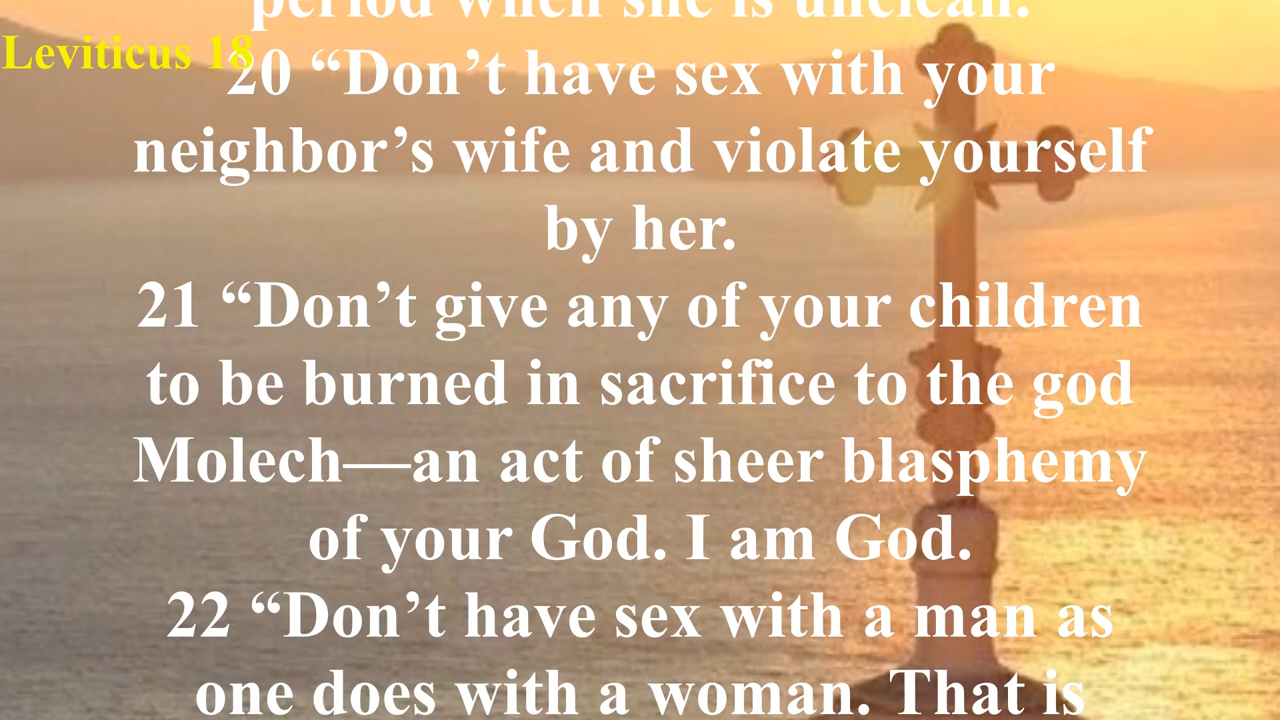 period when she is unclean.
Leviticus 18
20 “Don’t have sex with your
neighbor’s wife and violate yourself
by her.
21 “Don’t give any of your children
to be burned in sacrifice to the god
Molech—an act of sheer blasphemy
of your God. I am God.
22 “Don’t have sex with a man as
one does with a woman. That is